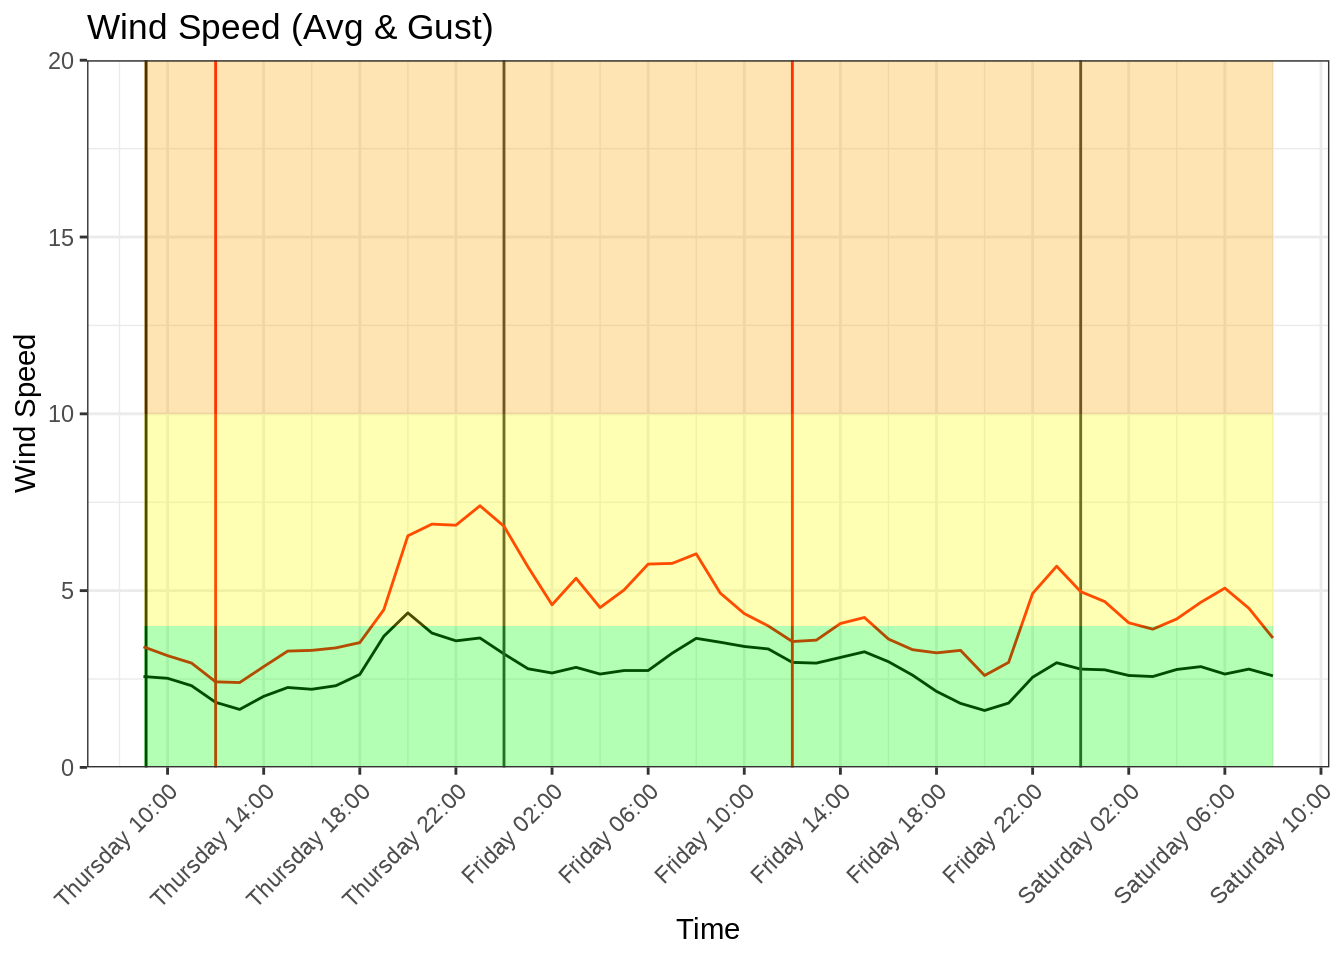 Wind Speed (Avg & Gust)
20
15
10
5
0
Wind Speed
Thursday 10:00
Thursday 14:00
Thursday 18:00
Thursday 22:00
Friday 02:00
Friday 06:00
Friday 10:00
Friday 14:00
Friday 18:00
Friday 22:00
Saturday 02:00
Saturday 06:00
Saturday 10:00
Time